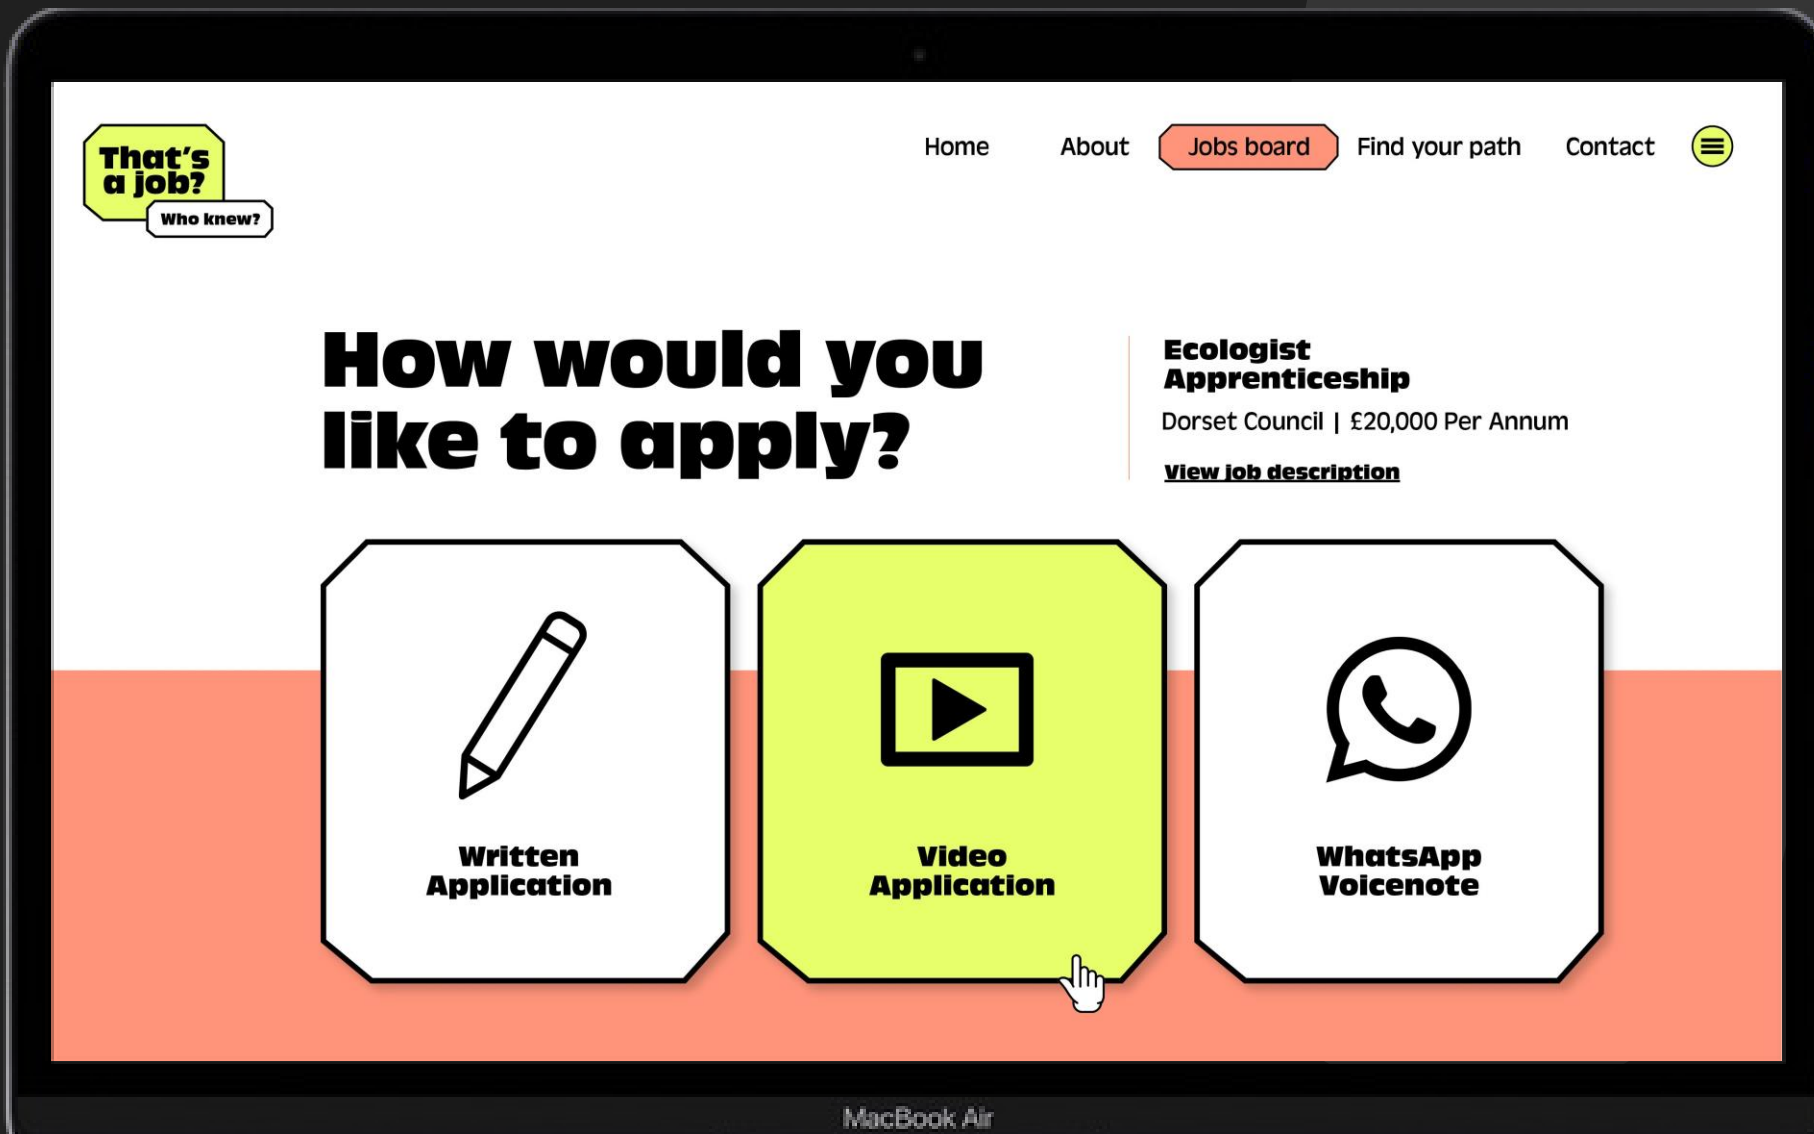 That's
a job?
Who knew?
Home
About
Jobs board
Find your path
Contact
How would you
like to apply?
Ecologist
Apprenticeship
Dorset Council | £20,000 Per Annum
View job description
Written
Application
Video
Application
WhatsApp
Voicenote
MacBook Air